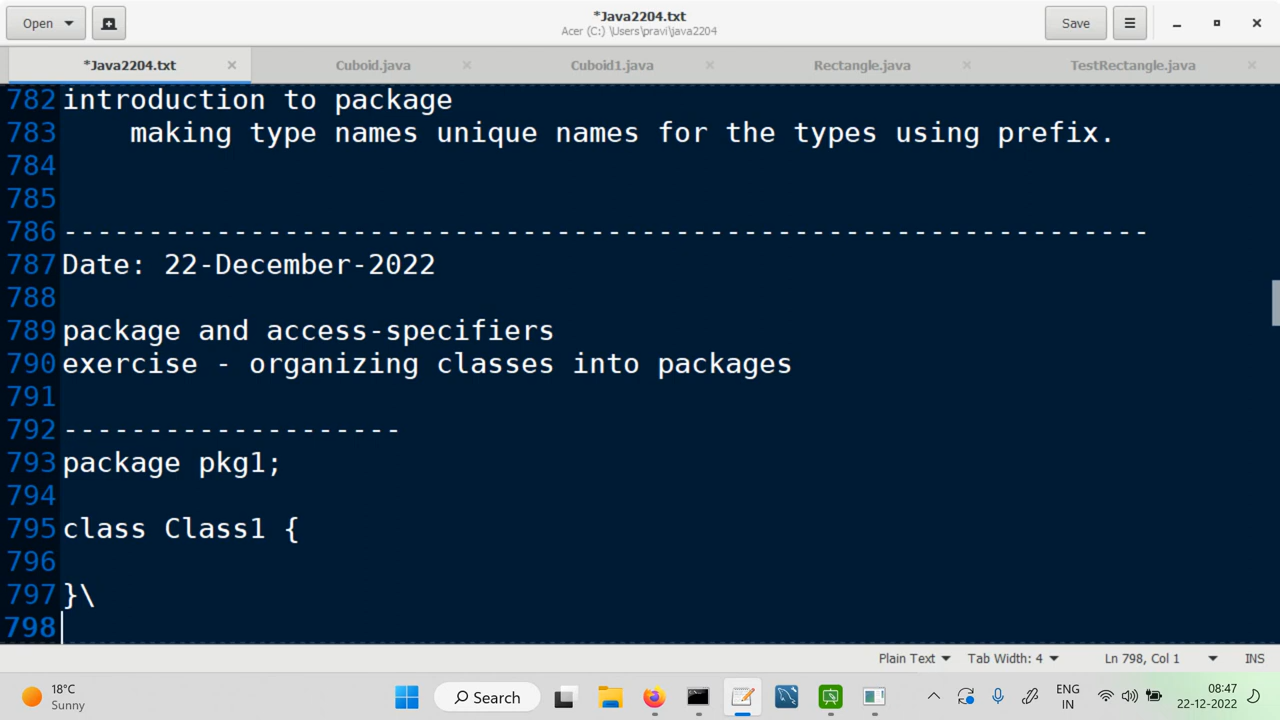 Open
*Java2204.txt
Acer (C:) \Users\pravi\java2204
Save
*Java2204.txt
Cuboid.java
Cuboid1.java
Rectangle.java
TestRectangle.java
782 introduction to package
783 making type names unique names for the types using prefix.
784
785
786 ----------------------------------------------------------------
787 Date: 22-December-2022
788
789 package and access-specifiers
790 exercise - organizing classes into packages
791
792 --------------------
793 package pkg1;
794
795 class Class1 {
796
797 }\
798
Plain Text Tab Width: 4 Ln 798, Col 1 INS
18°C
Sunny
Search
ENG
IN
08:47
22-12-2022